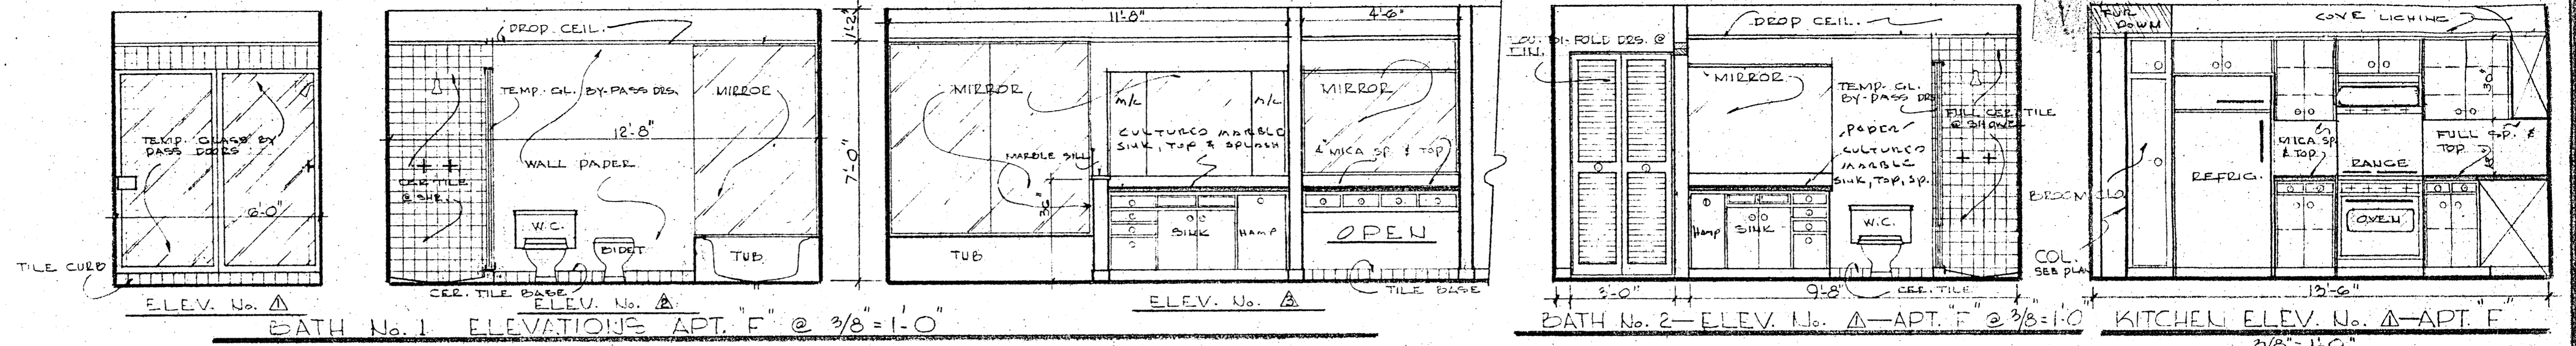 TEMP. GLASS BY
PASS DOORS
6'-0"
TILE CURB
ELEV. No. 1
DROP CEIL.
TEMP. GL. BY-PASS DRS.
MIRROR
12'-8"
WALL PAPER
CER. TILE
@ SHR.
W.C.
BIDET
TUB
CER. TILE BASE
ELEV. No. 2
7'-0"
11'-8"
4'-6"
MIRROR
M/C
M/C
MIRROR
CULTURED MARBLE
SINK, TOP & SPLASH
4" MICA SP. & TOP
MARBLE SILL
36"
SINK
HAMP
TUB
OPEN
TILE BASE
ELEV. No. 3
BATH No. 1 ELEVATIONS APT. "F" @ 3/8" = 1'-0"
DROP CEIL.
BI-FOLD DRS. @
LIN.
MIRROR
TEMP. GL.
BY-PASS DRS
FULL CER. TILE
@ SHOWER
PAPER
CULTURED
MARBLE
SINK, TOP, SP.
HAMP
SINK
W.C.
3'-0"
9'-8"
CER. TILE
BATH No. 2 — ELEV. No. 1 — APT. "F" @ 3/8"=1'-0
FUR
DOWN
COVE LIGHING
30"
MICA SP.
& TOP
FULL SP. &
TOP
18"
RANGE
REFRIG.
BROOM CLO.
OVEN
COL.
SEE PLAN
13'-6"
KITCHEN ELEV. No. 1 — APT. "F"
3/8" = 1'-0"